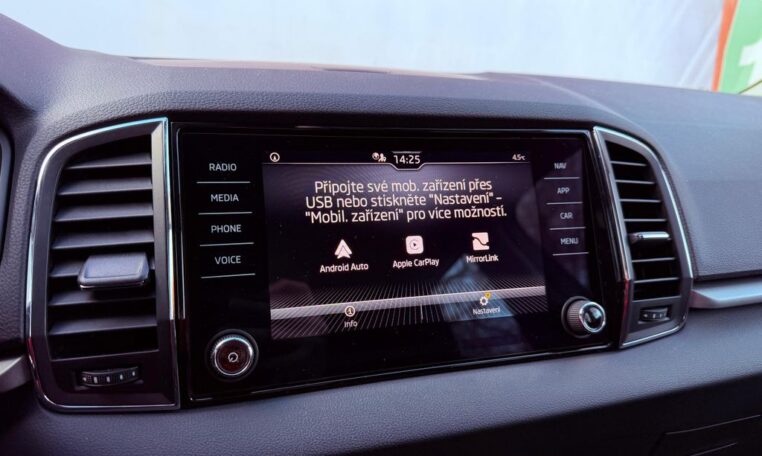 14:25
4.5°C
RADIO
MEDIA
PHONE
VOICE
Připojte své mob. zařízení přes
USB nebo stiskněte "Nastavení" –
"Mobil. zařízení" pro více možností.
Android Auto
Apple CarPlay
MirrorLink
Info
Nastavení
NAV
APP
CAR
MENU